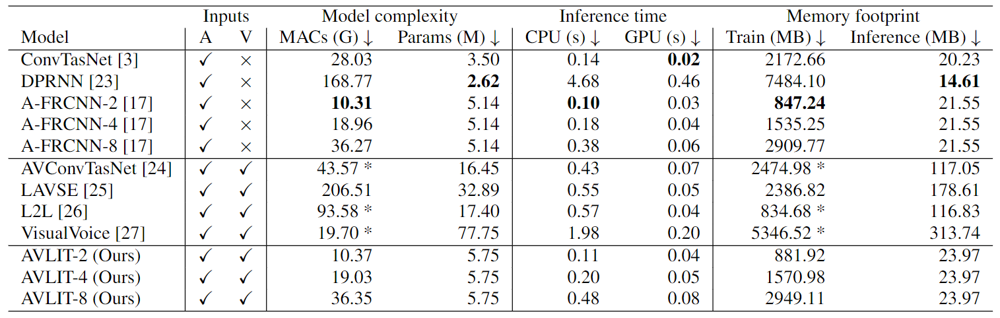 Inputs Model complexity Inference time Memory footprint
Model A V MACs (G) ↓ Params (M) ↓ CPU (s) ↓ GPU (s) ↓ Train (MB) ↓ Inference (MB) ↓
ConvTasNet [3] ✓ × 28.03 3.50 0.14 0.02 2172.66 20.23
DPRNN [23] ✓ × 168.77 2.62 4.68 0.46 7484.10 14.61
A-FRCNN-2 [17] ✓ × 10.31 5.14 0.10 0.03 847.24 21.55
A-FRCNN-4 [17] ✓ × 18.96 5.14 0.18 0.04 1535.25 21.55
A-FRCNN-8 [17] ✓ × 36.27 5.14 0.38 0.06 2909.77 21.55
AVConvTasNet [24] ✓ ✓ 43.57 * 16.45 0.43 0.07 2474.98 * 117.05
LAVSE [25] ✓ ✓ 206.51 32.89 0.55 0.05 2386.82 178.61
L2L [26] ✓ ✓ 93.58 * 17.40 0.57 0.04 834.68 * 116.83
VisualVoice [27] ✓ ✓ 19.70 * 77.75 1.98 0.20 5346.52 * 313.74
AVLIT-2 (Ours) ✓ ✓ 10.37 5.75 0.11 0.04 881.92 23.97
AVLIT-4 (Ours) ✓ ✓ 19.03 5.75 0.20 0.05 1570.98 23.97
AVLIT-8 (Ours) ✓ ✓ 36.35 5.75 0.48 0.08 2949.11 23.97